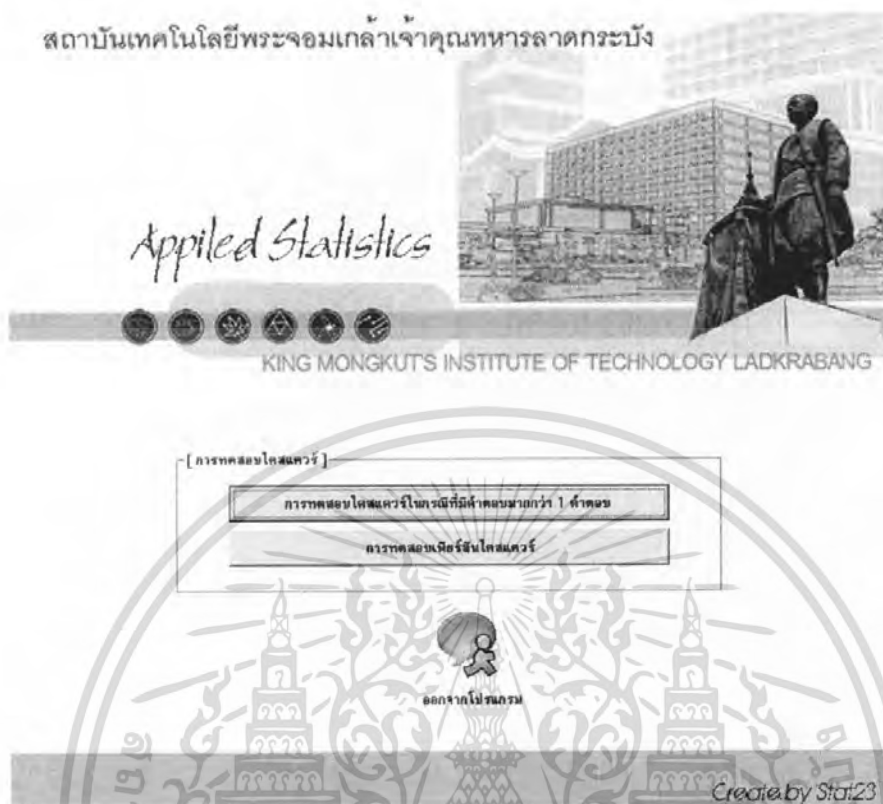 สถาบันเทคโนโลยีพระจอมเกล้าเจ้าคุณทหารลาดกระบัง
Appiled Statistics
KING MONGKUT'S INSTITUTE OF TECHNOLOGY LADKRABANG
[ การทดสอบไคสแควร์ ]
การทดสอบไคสแควร์ในกรณีที่มีคำตอบมากกว่า 1 คำตอบ
การทดสอบเพียร์สันไคสแควร์
ออกจากโปรแกรม
Create by Stat23